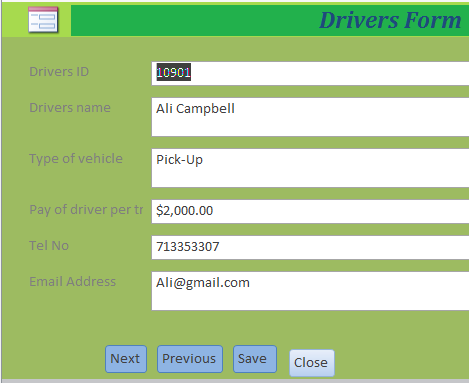 Drivers Form
Drivers ID 10901
Drivers name Ali Campbell
Type of vehicle Pick-Up
Pay of driver per tr $2,000.00
Tel No 713353307
Email Address Ali@gmail.com
Next Previous Save Close